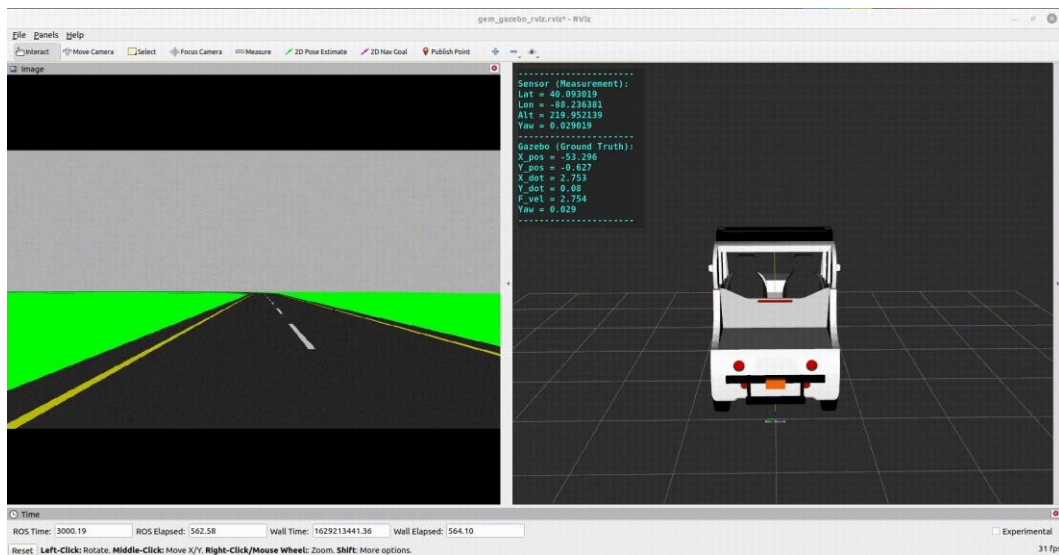 gem_gazebo_rviz.rviz* - RViz
File Panels Help
Interact Move Camera Select Focus Camera Measure 2D Pose Estimate 2D Nav Goal Publish Point
Image
----------------------
Sensor (Measurement):
Lat = 40.093019
Lon = -88.236381
Alt = 219.952139
Yaw = 0.029019
----------------------
Gazebo (Ground Truth):
X_pos = -53.296
Y_pos = -0.627
X_dot = 2.753
Y_dot = 0.08
F_vel = 2.754
Yaw = 0.029
----------------------
Time
ROS Time: 3000.19 ROS Elapsed: 562.58 Wall Time: 1629213441.36 Wall Elapsed: 564.10 Experimental
Reset Left-Click: Rotate. Middle-Click: Move X/Y. Right-Click/Mouse Wheel: Zoom. Shift: More options. 31 fps